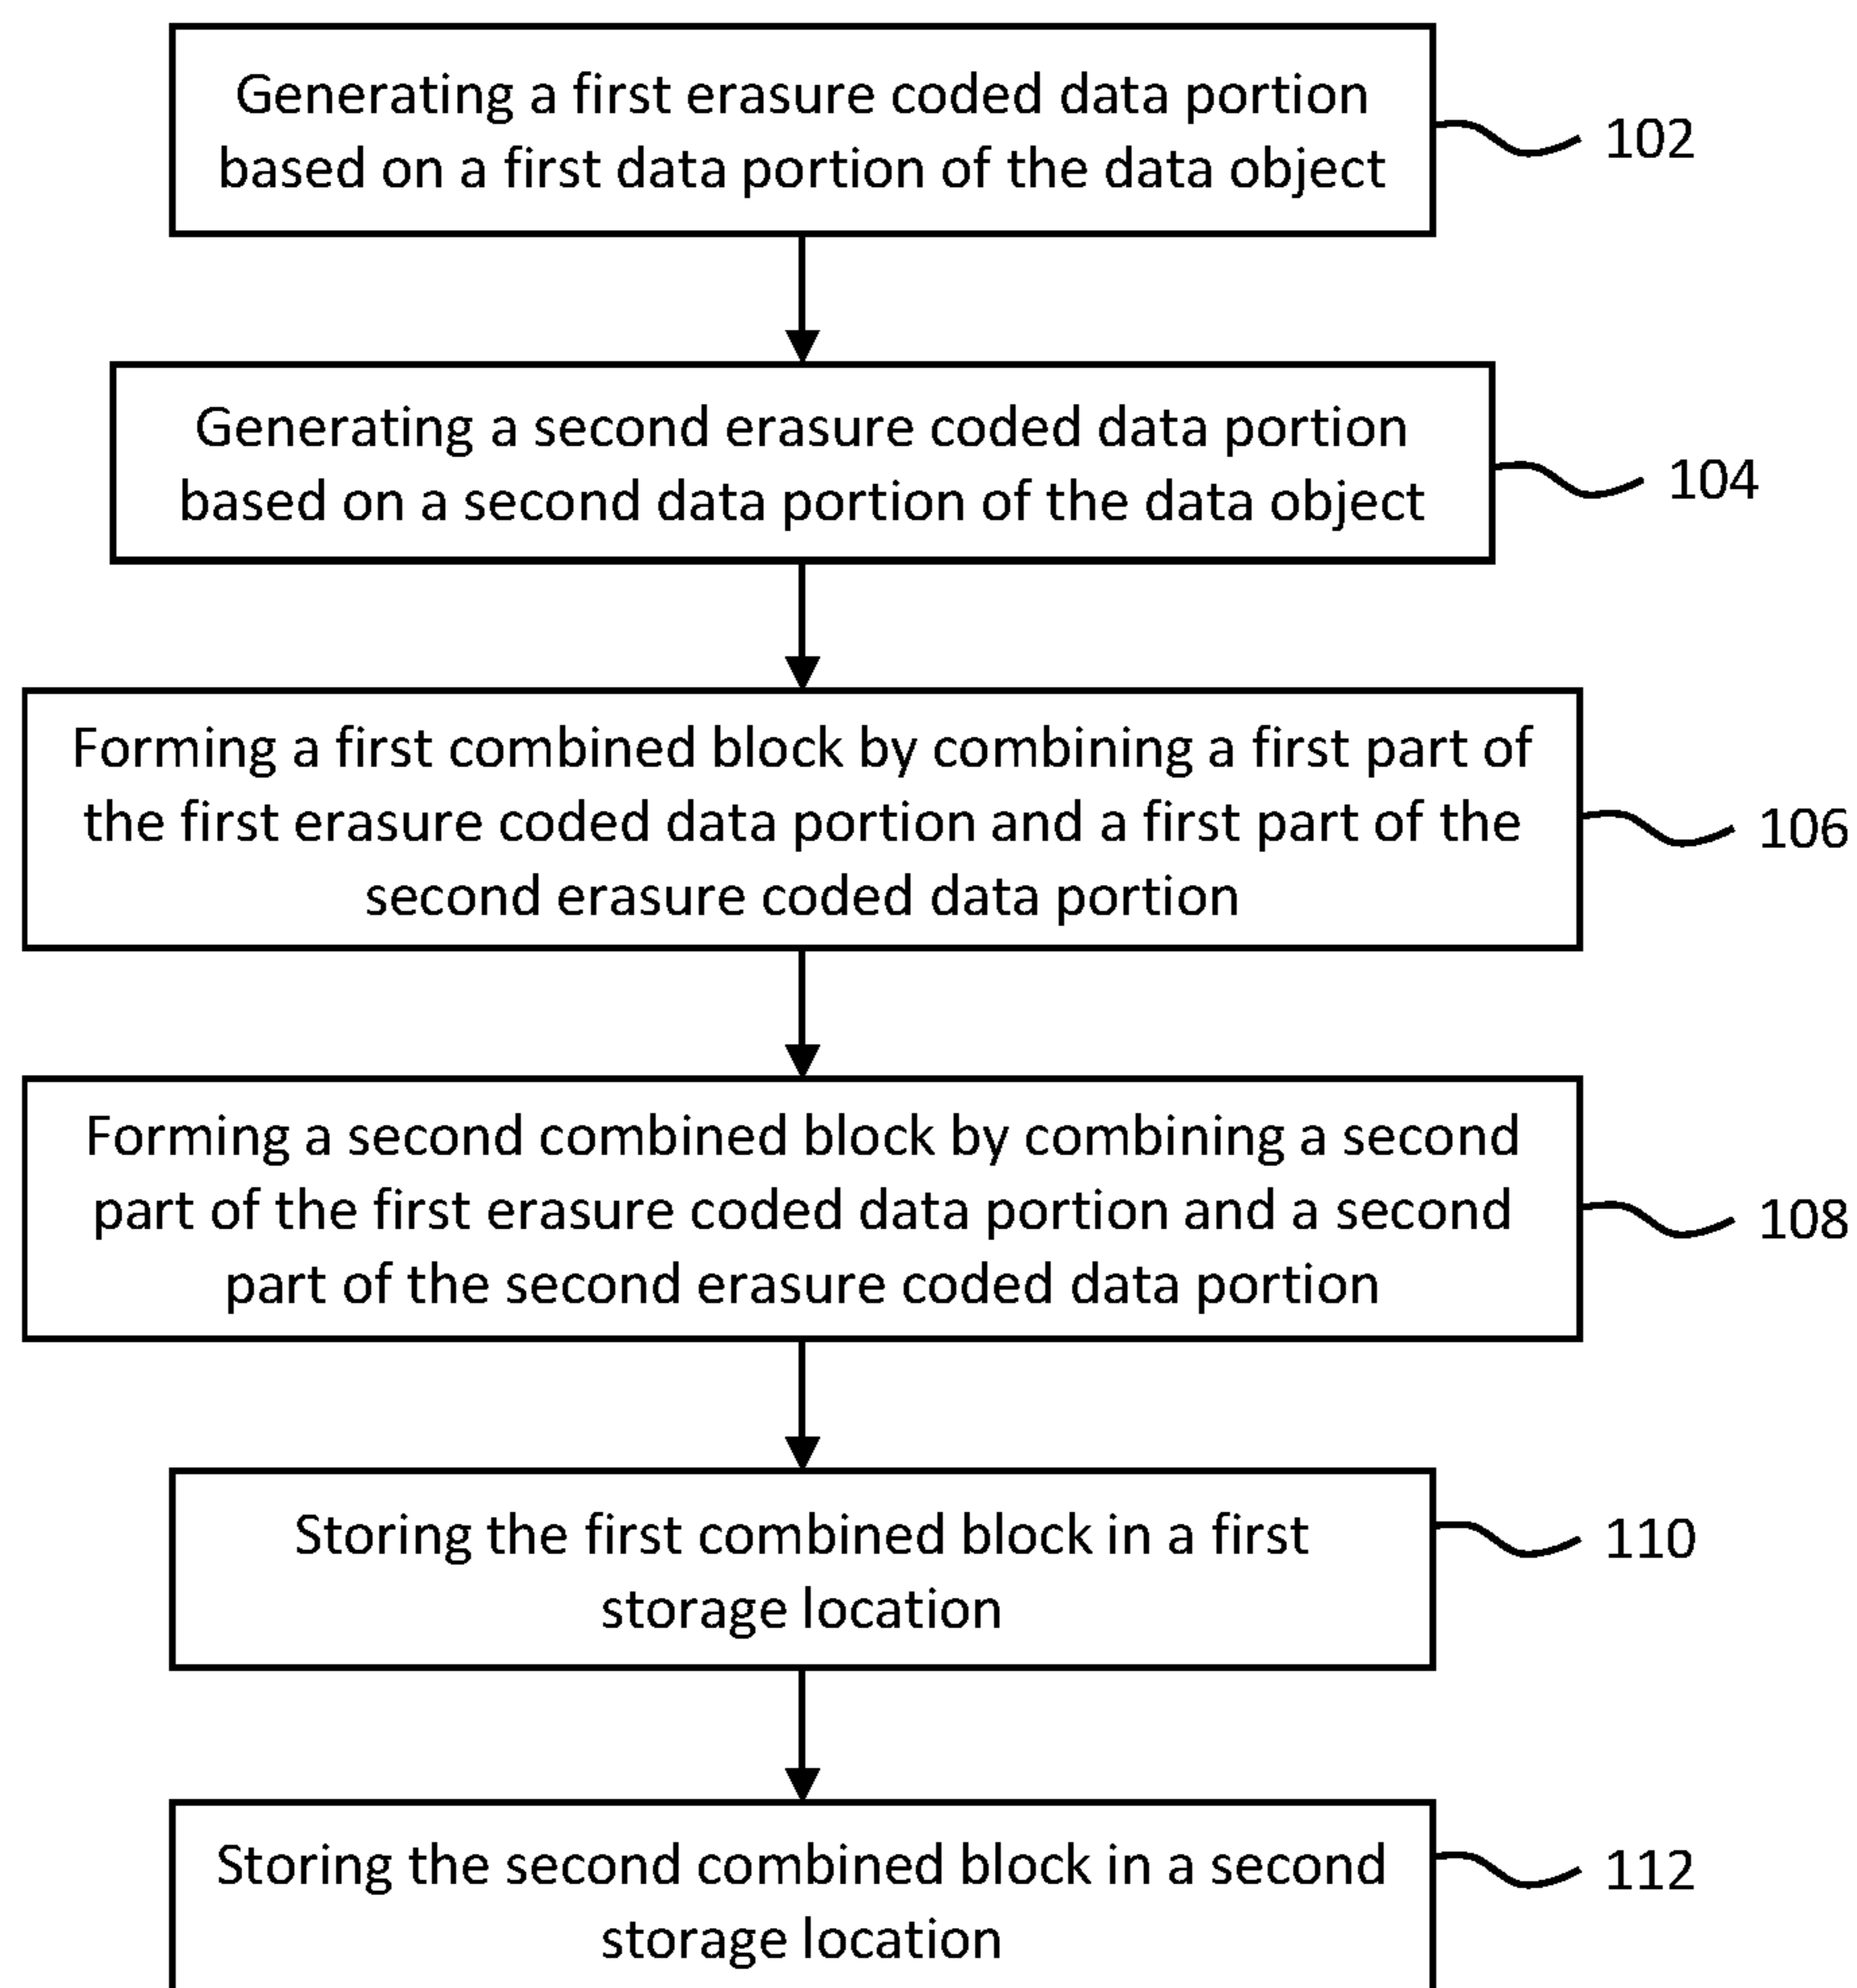 Generating a first erasure coded data portion
based on a first data portion of the data object
102
Generating a second erasure coded data portion
based on a second data portion of the data object
104
Forming a first combined block by combining a first part of
the first erasure coded data portion and a first part of the
second erasure coded data portion
106
Forming a second combined block by combining a second
part of the first erasure coded data portion and a second
part of the second erasure coded data portion
108
Storing the first combined block in a first
storage location
110
Storing the second combined block in a second
storage location
112